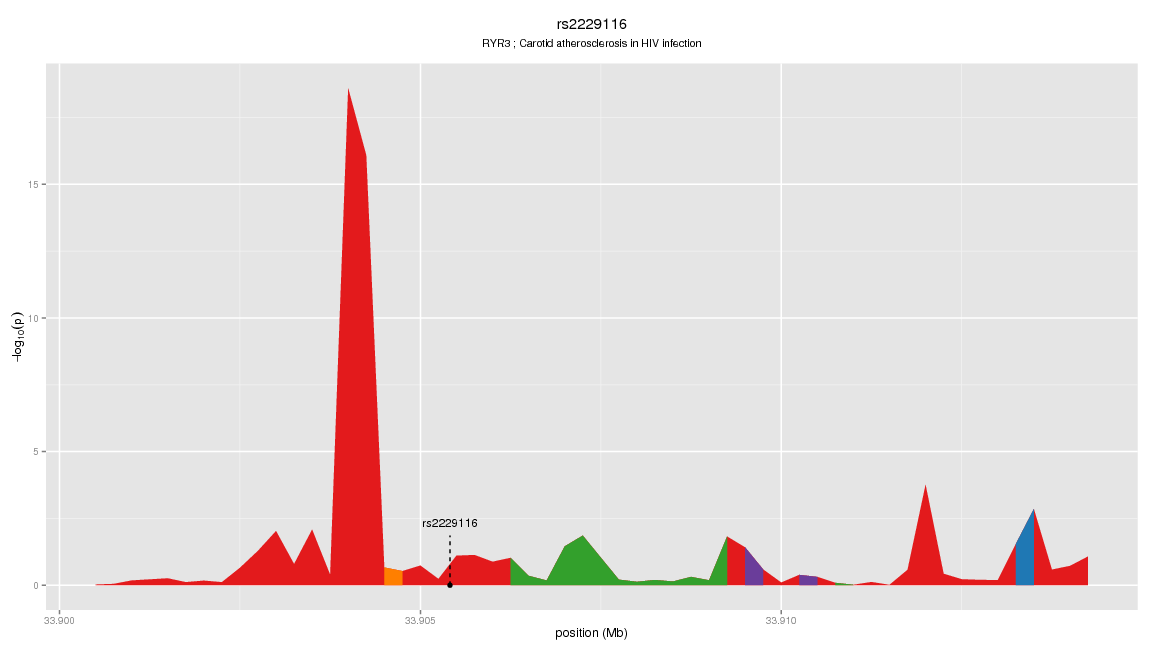 rs2229116
RYR3 ; Carotid atherosclerosis in HIV infection
15
10
5
0
−log10(p)
rs2229116
33.900
33.905
33.910
position (Mb)